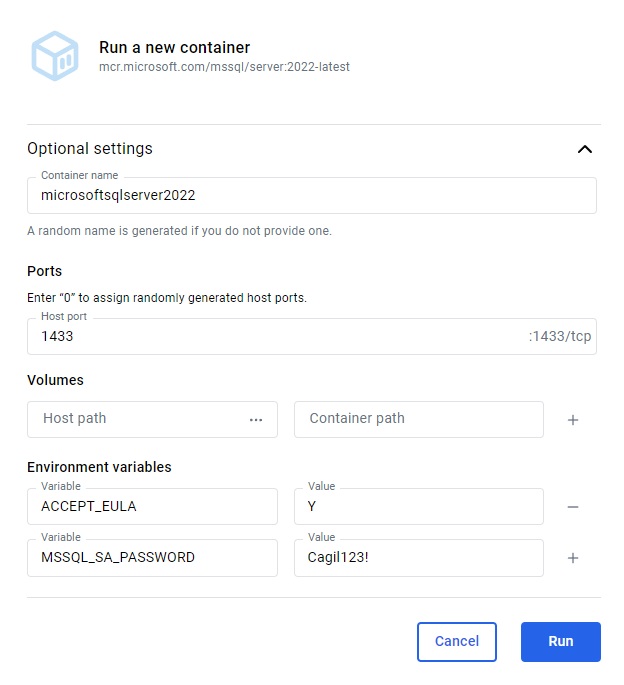 Run a new container
mcr.microsoft.com/mssql/server:2022-latest
Optional settings
Container name
microsoftsqlserver2022
A random name is generated if you do not provide one.
Ports
Enter “0” to assign randomly generated host ports.
Host port
1433 :1433/tcp
Volumes
Host path ... Container path +
Environment variables
Variable Value
ACCEPT_EULA Y −
Variable Value
MSSQL_SA_PASSWORD Cagil123! +
Cancel Run